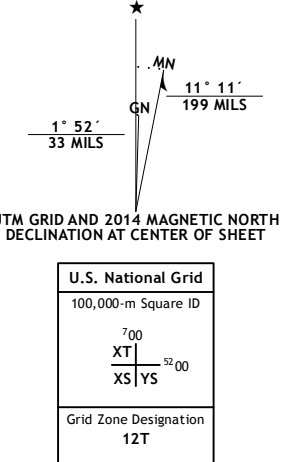 ★
MN
GN
11° 11´
199 MILS
1° 52´
33 MILS
UTM GRID AND 2014 MAGNETIC NORTH
DECLINATION AT CENTER OF SHEET
U.S. National Grid
100,000-m Square ID
⁷00
XT
⁵²00
XS YS
Grid Zone Designation
12T